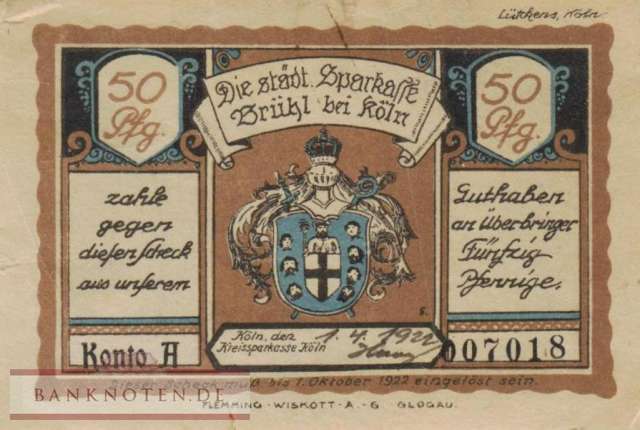 Lütkens, Köln
50
Pfg.
Die städt. Sparkasse
Brühl bei Köln
50
Pfg.
zahle
gegen
diesen Scheck
aus unserem
Guthaben
an Überbringer
Fünfzig
Pfennige.
S.
Konto A
Köln, den 1.4.1922
Kreissparkasse Köln
007018
Dieser Scheck muß bis 1. Oktober 1922 eingelöst sein.
BANKNOTEN.DE
FLEMMING-WISKOTT-A.-G. GLOGAU.